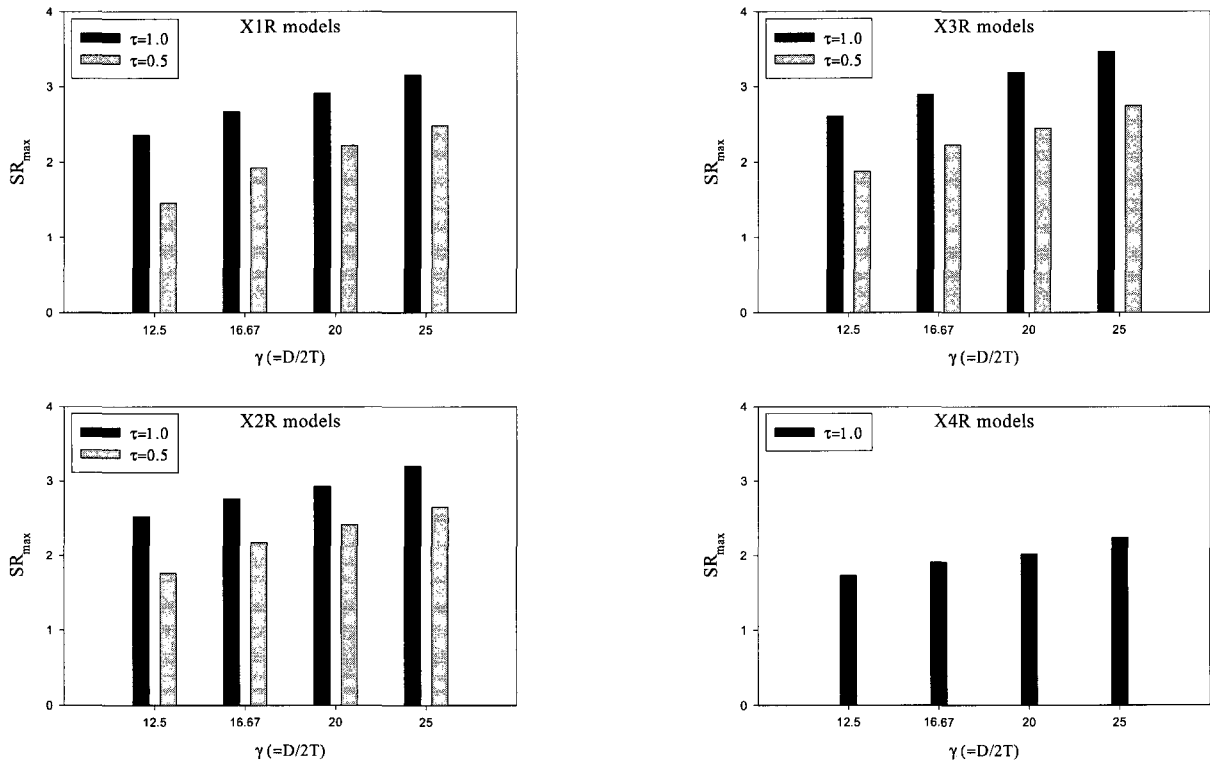 X1R models
τ=1.0
τ=0.5
4
3
2
1
0
SRmax
12.5 16.67 20 25
γ (=D/2T)
X3R models
τ=1.0
τ=0.5
4
3
2
1
0
SRmax
12.5 16.67 20 25
γ (=D/2T)
X2R models
τ=1.0
τ=0.5
4
3
2
1
0
SRmax
12.5 16.67 20 25
γ (=D/2T)
X4R models
τ=1.0
4
3
2
1
0
SRmax
12.5 16.67 20 25
γ (=D/2T)